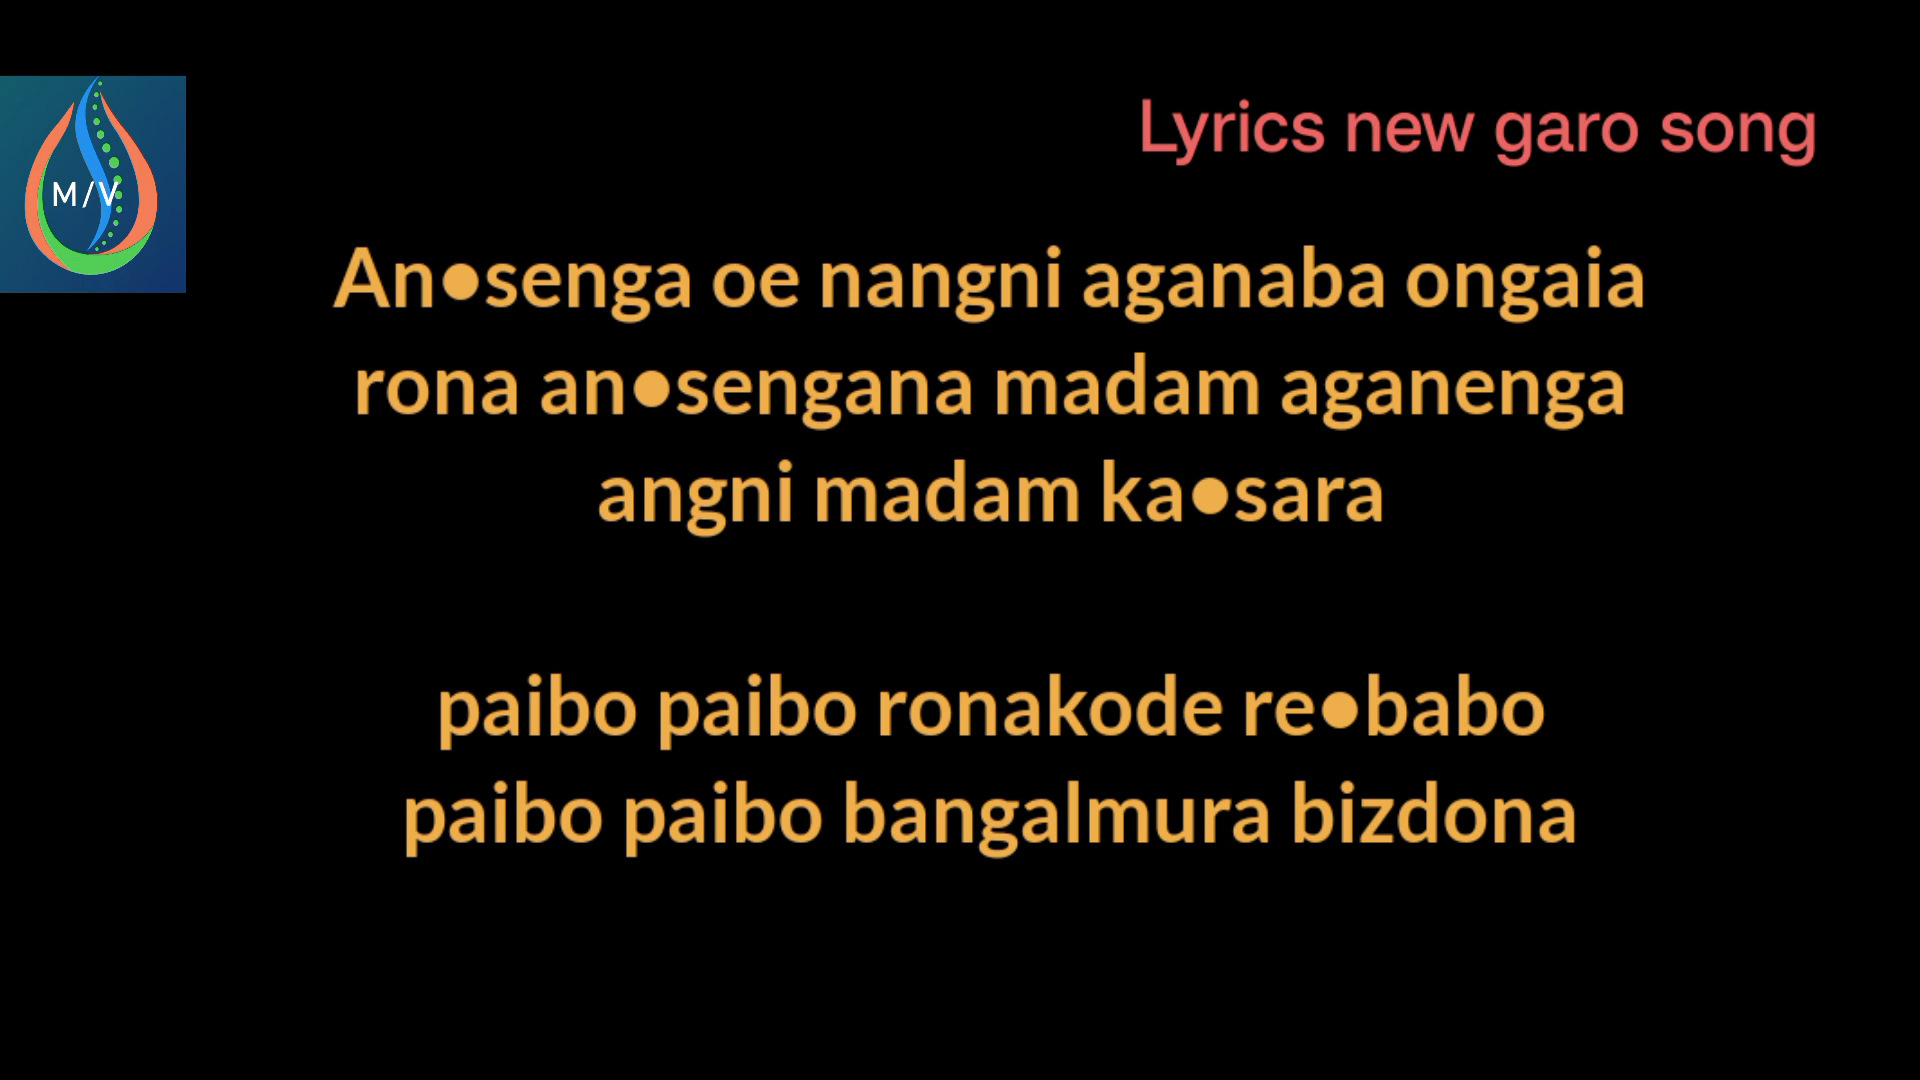 Lyrics new garo song
M/V
An●senga oe nangni aganaba ongaia
rona an●sengana madam aganenga
angni madam ka●sara
paibo paibo ronakode re●babo
paibo paibo bangalmura bizdona